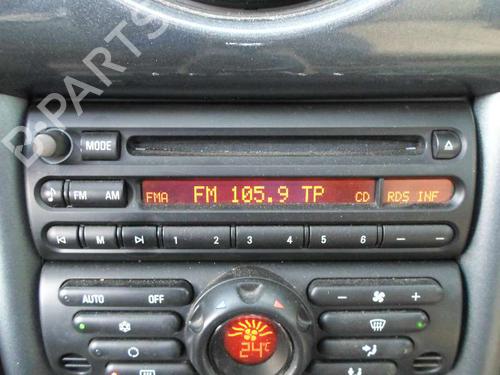 B-PARTS
MODE
FM AM FMA FM 105.9 TP CD RDS INF
M 1 2 3 4 5 6 - -
AUTO OFF - +
24°C